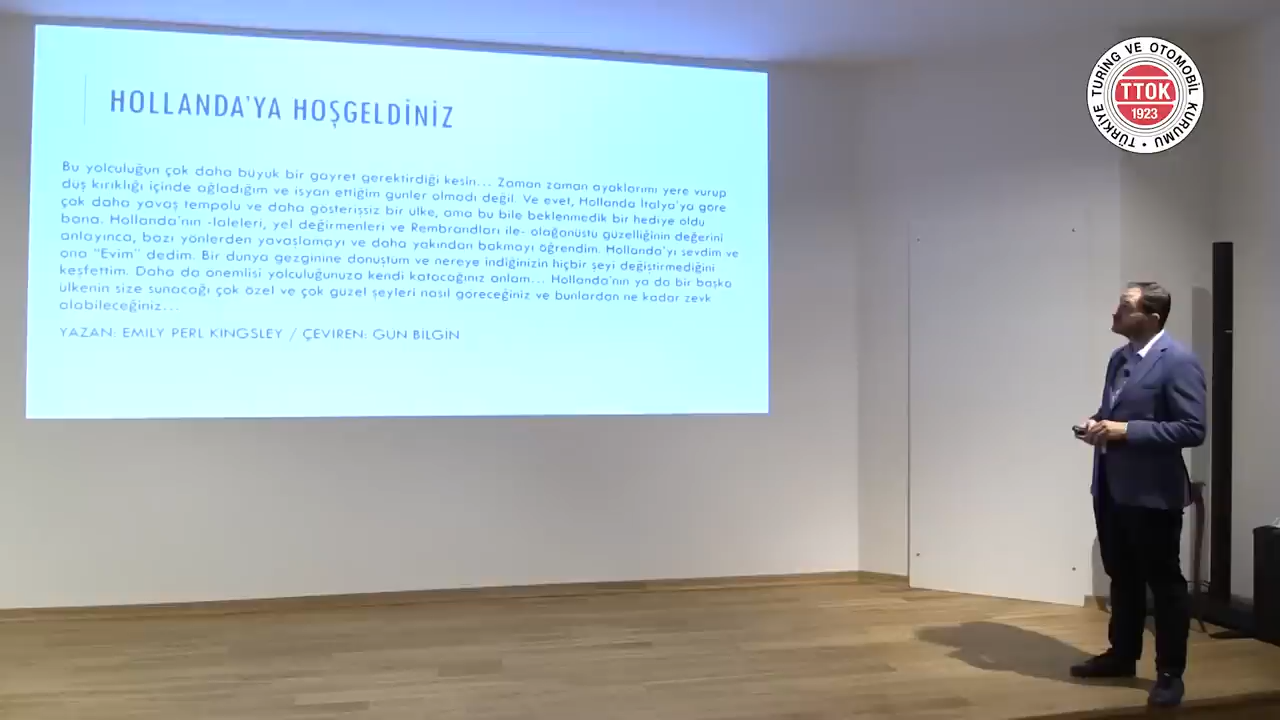 HOLLANDA'YA HOŞGELDİNİZ
Bu yolculuğun çok daha büyük bir gayret gerektirdiği kesin... Zaman zaman ayaklarımı yere vurup
düş kırıklığı içinde ağladığım ve isyan ettiğim günler olmadı değil. Ve evet, Hollanda İtalya'ya göre
çok daha yavaş tempolu ve daha gösterişsiz bir ülke, ama bu bile beklenmedik bir hediye oldu
bana. Hollanda'nın -laleleri, yel değirmenleri ve Rembrandları ile- olağanüstü güzelliğinin değerini
anlayınca, bazı yönlerden yavaşlamayı ve daha yakından bakmayı öğrendim. Hollanda'yı sevdim ve
ona "Evim" dedim. Bir dünya gezginine dönüştüm ve nereye indiğinizin hiçbir şeyi değiştirmediğini
keşfettim. Daha da önemlisi yolculuğunuza kendi katacağınız anlam... Hollanda'nın ya da bir başka
ülkenin size sunacağı çok özel ve çok güzel şeyleri nasıl göreceğiniz ve bunlardan ne kadar zevk
alabileceğiniz...
YAZAN: EMILY PERL KINGSLEY / ÇEVİREN: GÜN BİLGİN
TÜRKİYE TURİNG VE OTOMOBİL KURUMU
TTOK
1923